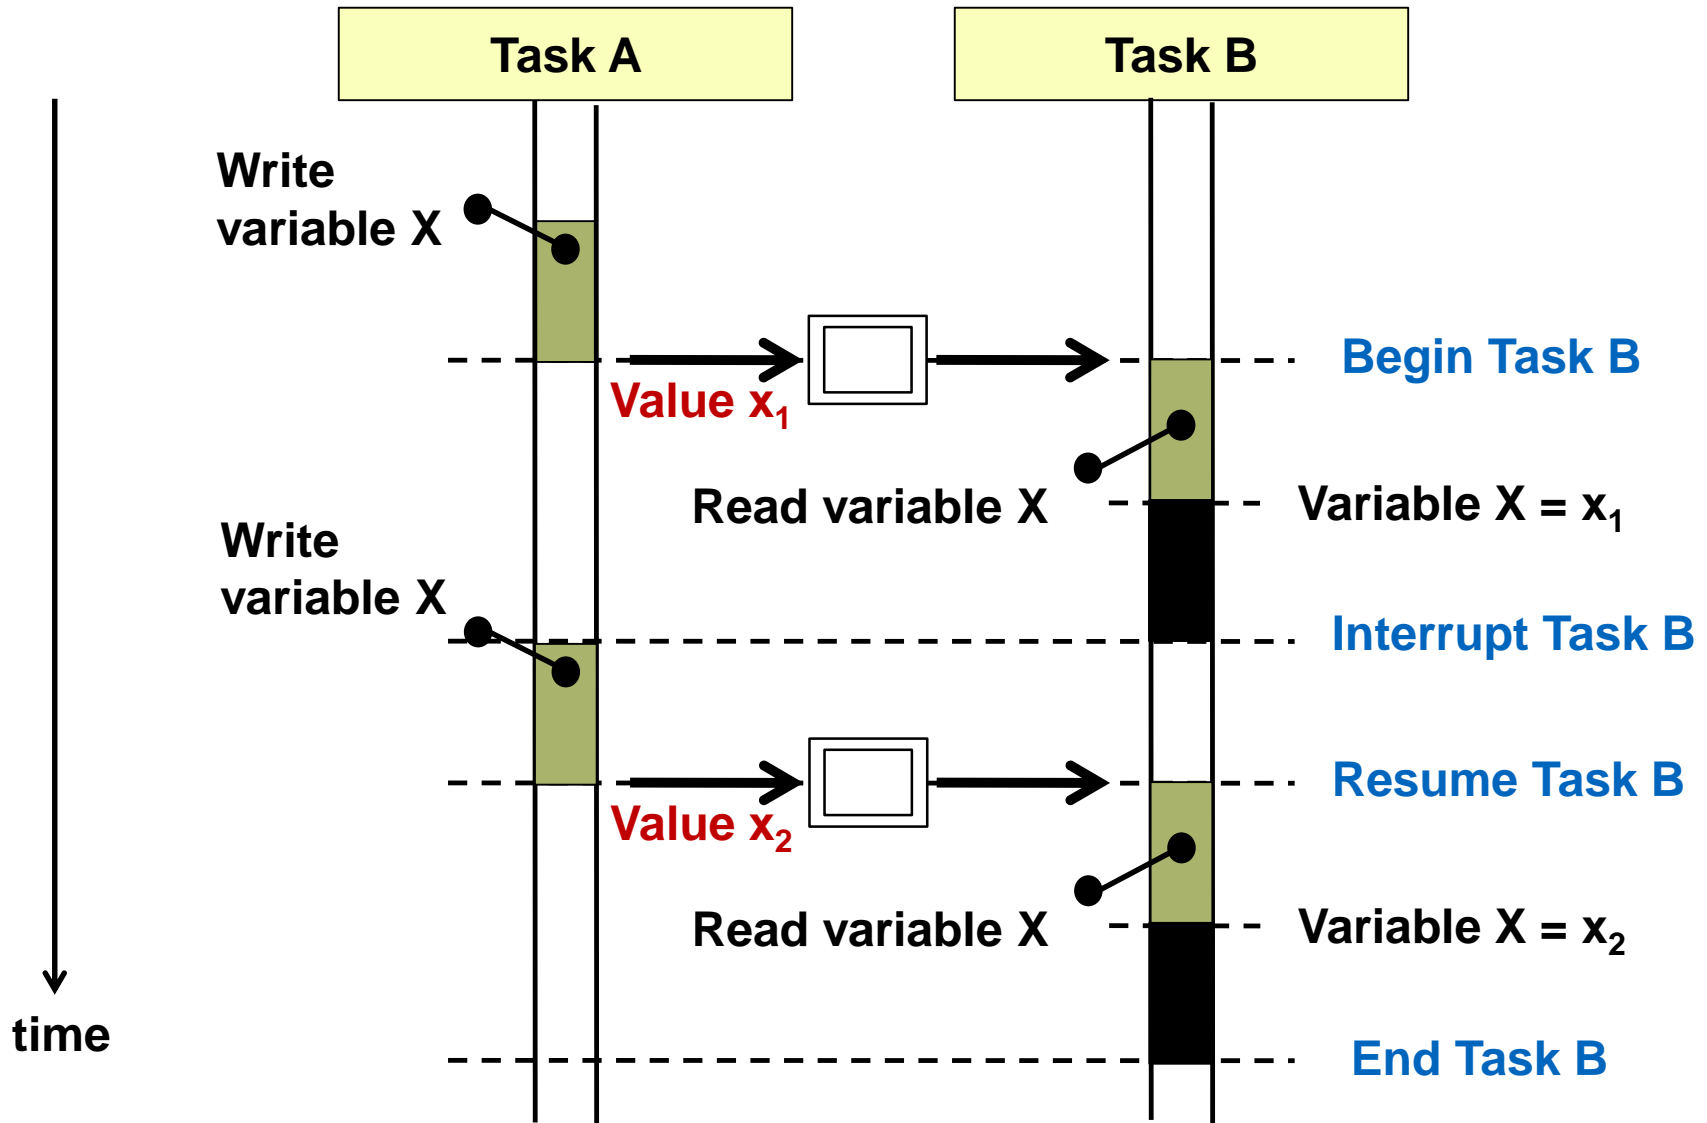 Task A
Task B
Write
variable X
Begin Task B
Value x₁
Read variable X
Variable X = x₁
Write
variable X
Interrupt Task B
Resume Task B
Value x₂
Read variable X
Variable X = x₂
time
End Task B